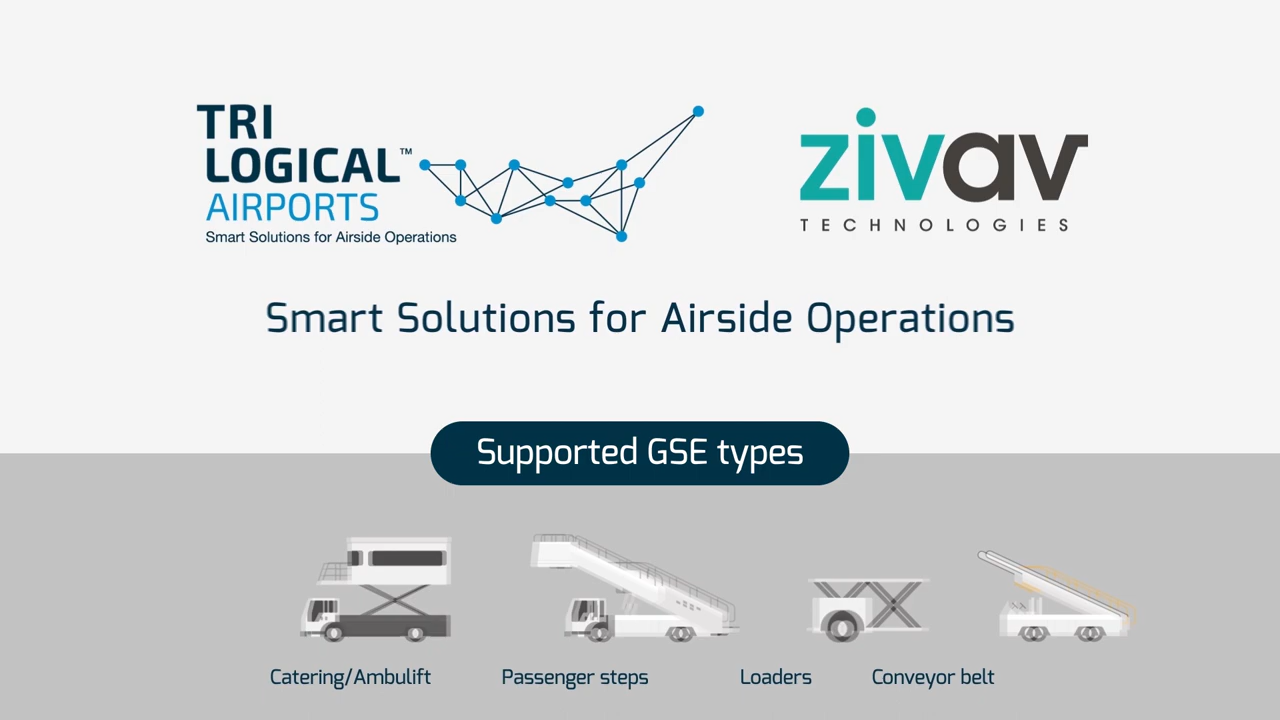 TRI
LOGICAL™
AIRPORTS
Smart Solutions for Airside Operations
zivav
TECHNOLOGIES
Smart Solutions for Airside Operations
Supported GSE types
Catering/Ambulift
Passenger steps
Loaders
Conveyor belt